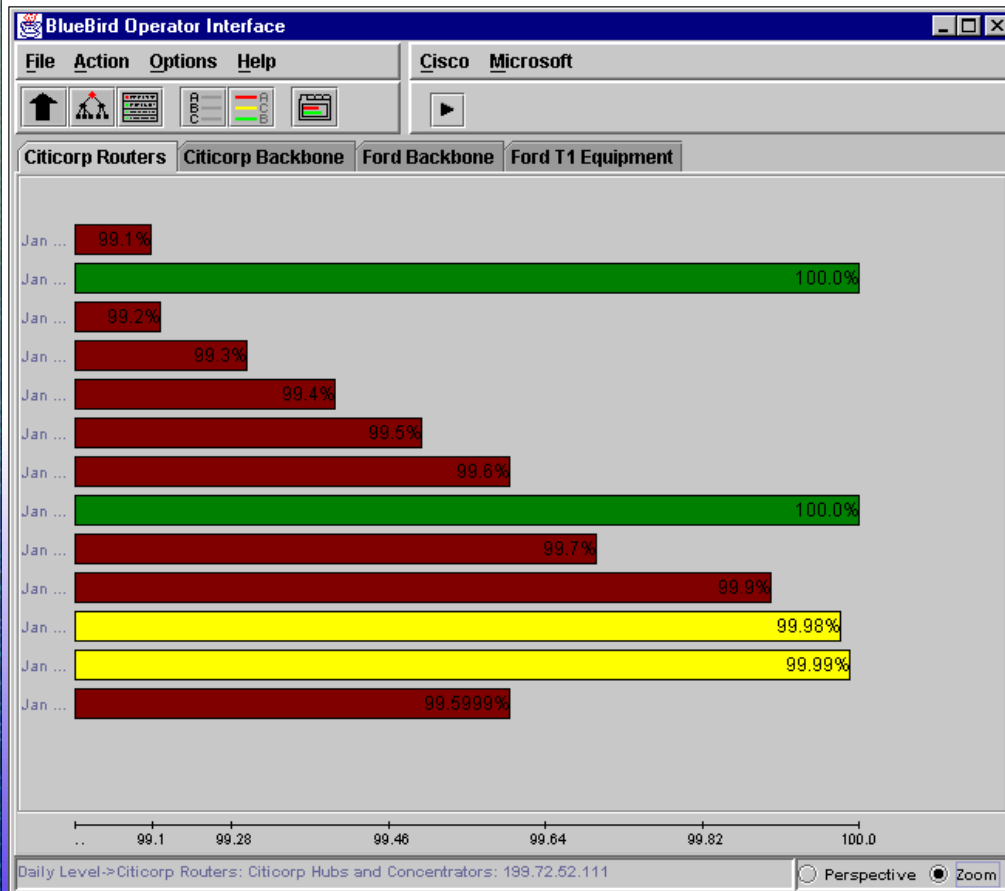 BlueBird Operator Interface
File Action Options Help
Cisco Microsoft
A B C
A C B
Citicorp Routers Citicorp Backbone Ford Backbone Ford T1 Equipment
Jan ... 99.1%
Jan ... 100.0%
Jan ... 99.2%
Jan ... 99.3%
Jan ... 99.4%
Jan ... 99.5%
Jan ... 99.6%
Jan ... 100.0%
Jan ... 99.7%
Jan ... 99.9%
Jan ... 99.98%
Jan ... 99.99%
Jan ... 99.5999%
.. 99.1 99.28 99.46 99.64 99.82 100.0
Daily Level->Citicorp Routers: Citicorp Hubs and Concentrators: 199.72.52.111
Perspective Zoom